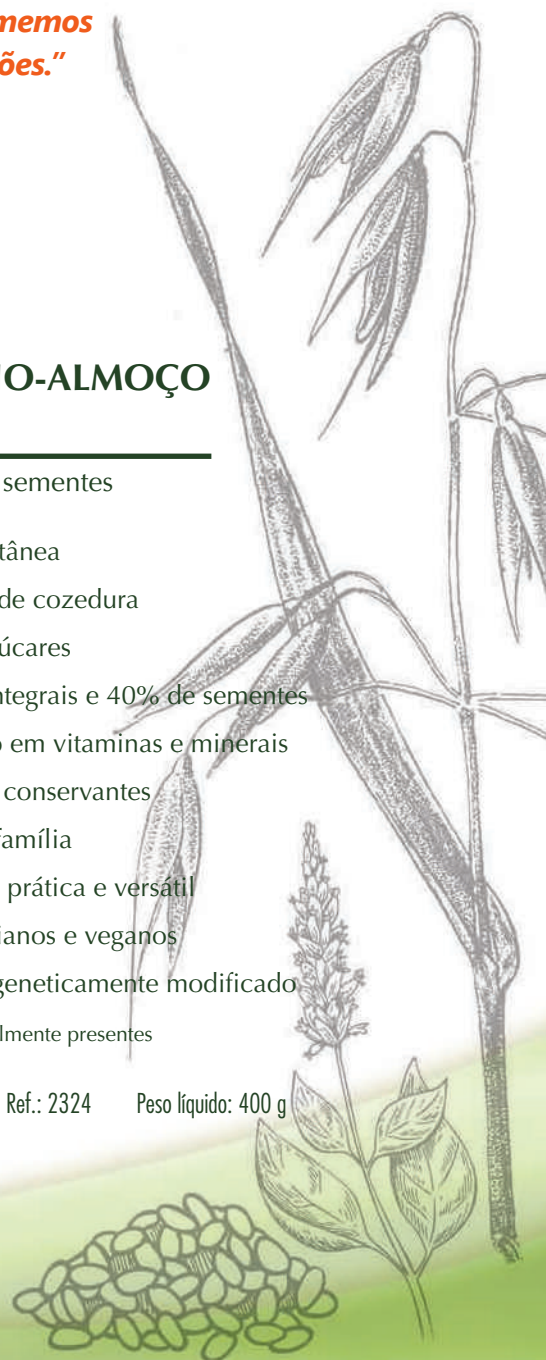 memos
ões.”
O-ALMOÇO
sementes
tânea
de cozedura
úcares
ntegrais e 40% de sementes
o em vitaminas e minerais
conservantes
família
prática e versátil
ianos e veganos
geneticamente modificado
lmente presentes
Ref.: 2324 Peso líquido: 400 g